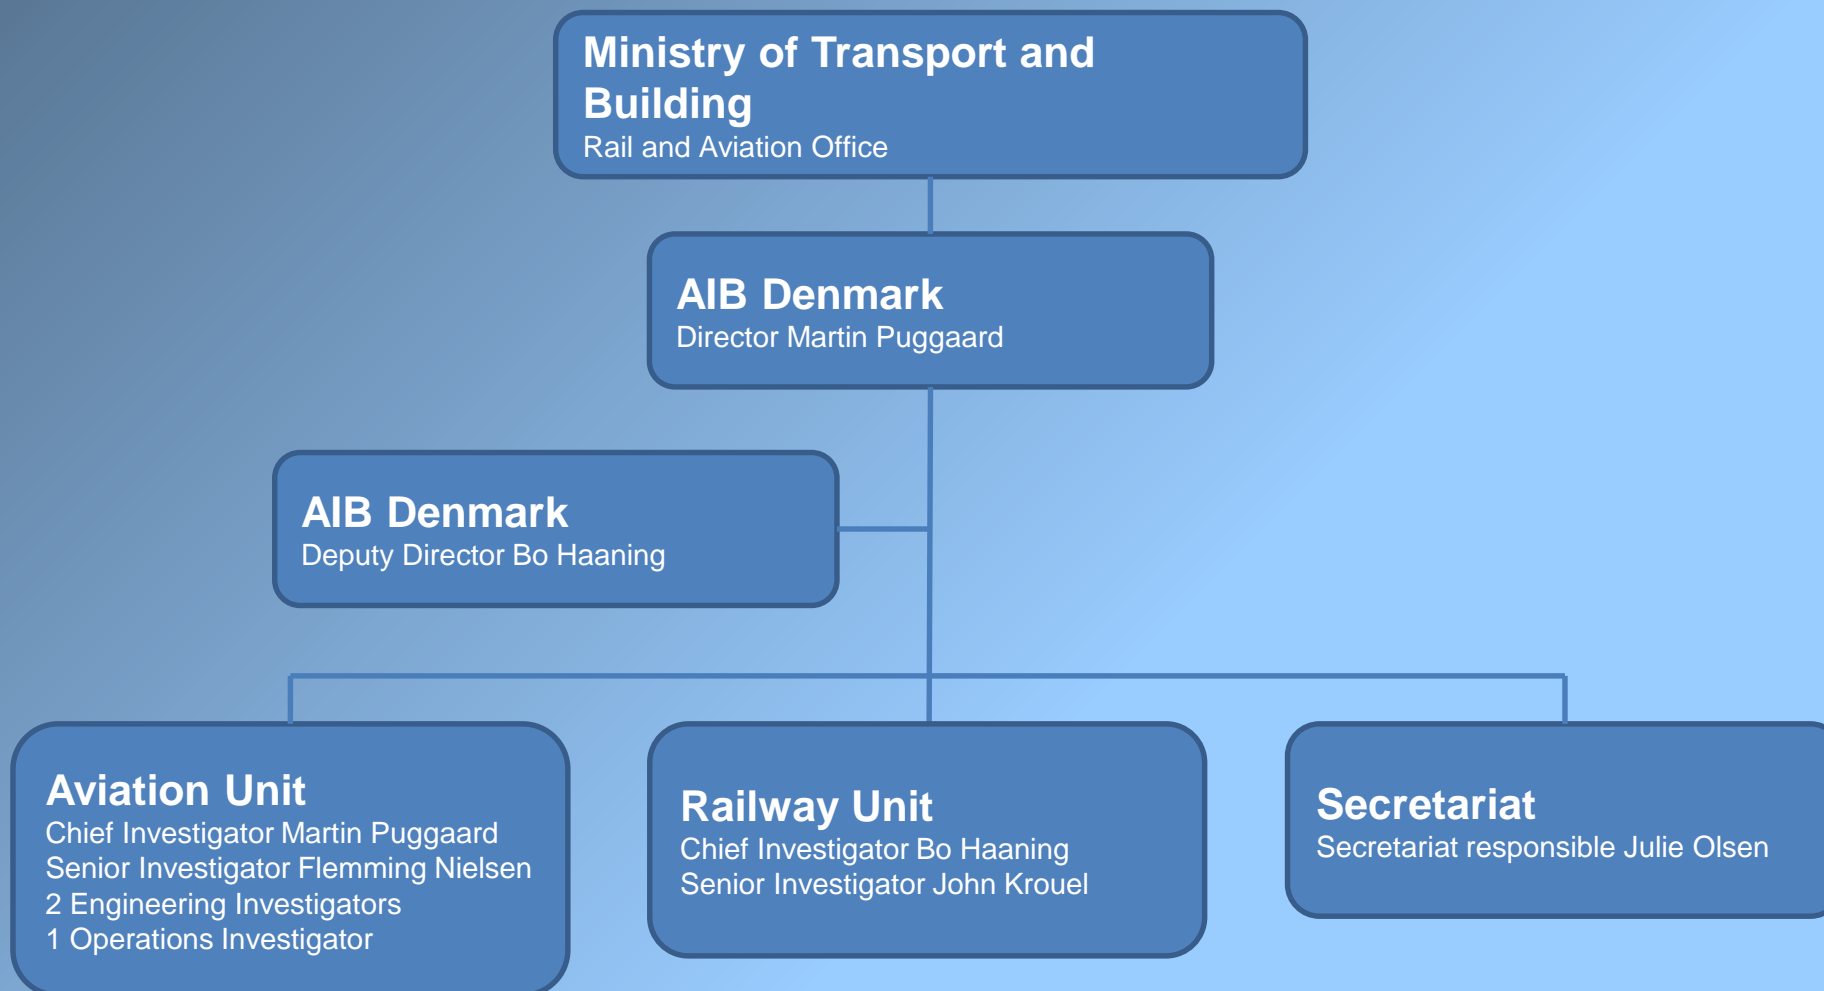 Ministry of Transport and
Building
Rail and Aviation Office
AIB Denmark
Director Martin Puggaard
AIB Denmark
Deputy Director Bo Haaning
Aviation Unit
Chief Investigator Martin Puggaard
Senior Investigator Flemming Nielsen
2 Engineering Investigators
1 Operations Investigator
Railway Unit
Chief Investigator Bo Haaning
Senior Investigator John Krouel
Secretariat
Secretariat responsible Julie Olsen